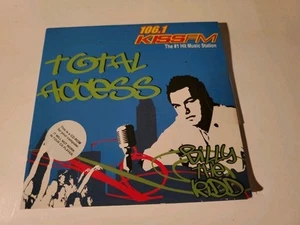 106.1
KISSFM
The #1 Hit Music Station
TOTAL
ACCESS
BILLY
THE
KIDD